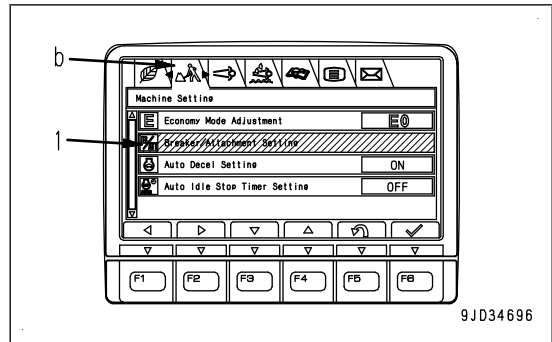 b
1
Machine Setting
E Economy Mode Adjustment E0
Breaker/Attachment Setting
Auto Decel Setting ON
Auto Idle Stop Timer Setting OFF
F1 F2 F3 F4 F5 F6
9JD34696